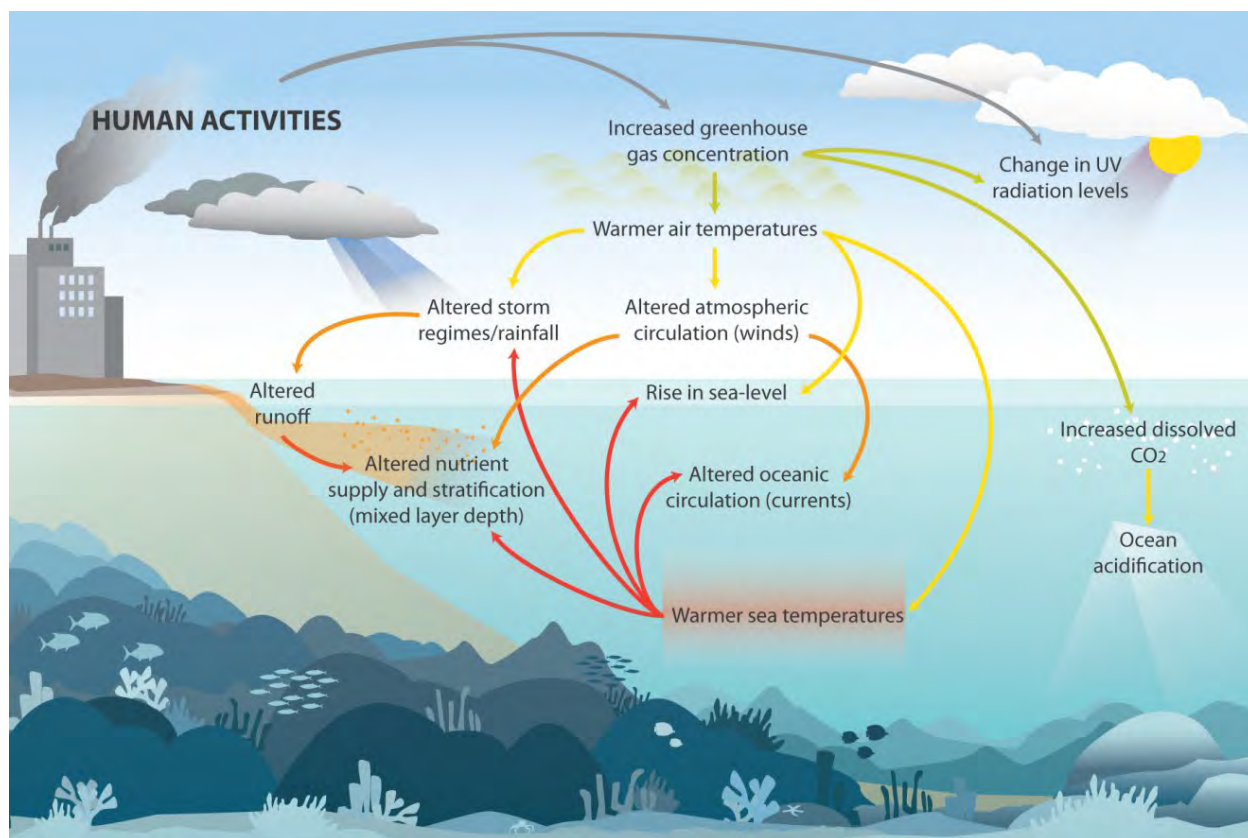 HUMAN ACTIVITIES
Increased greenhouse
gas concentration
Change in UV
radiation levels
Warmer air temperatures
Altered storm
regimes/rainfall
Altered atmospheric
circulation (winds)
Altered
runoff
Rise in sea-level
Increased dissolved
CO2
Altered nutrient
supply and stratification
(mixed layer depth)
Altered oceanic
circulation (currents)
Ocean
acidification
Warmer sea temperatures